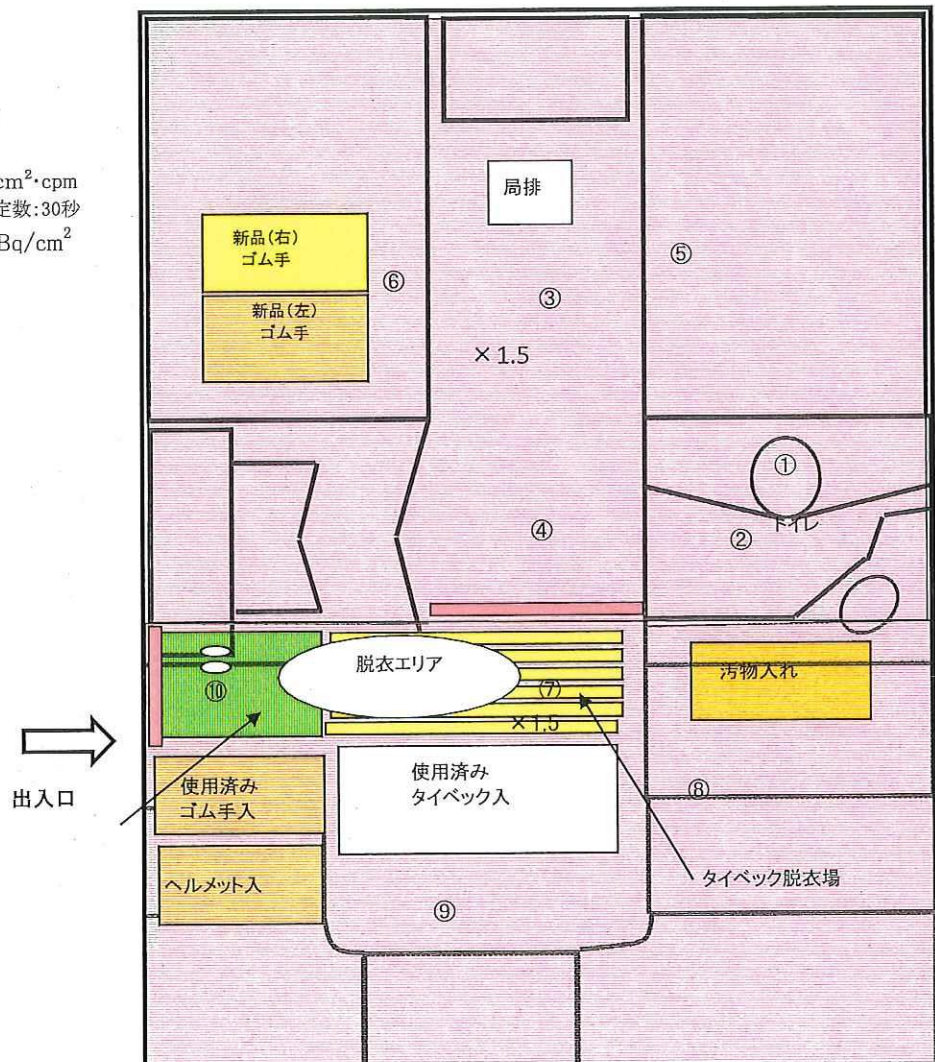 cm²・cpm
定数:30秒
Bq/cm²
局排
新品(右)
ゴム手
新品(左)
ゴム手
⑥
③
⑤
×1.5
①
トイレ
②
④
脱衣エリア
⑩
⑦
×1.5
汚物入れ
出入口
使用済み
ゴム手入
使用済み
タイベック入
⑧
ヘルメット入
タイベック脱衣場
⑨